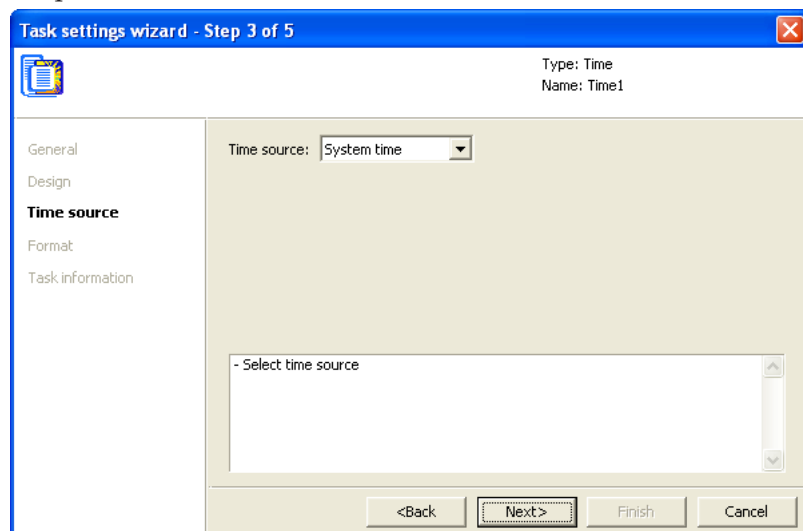 Task settings wizard - Step 3 of 5
Type: Time
Name: Time1
General
Design
Time source
Format
Task information
Time source: System time
- Select time source
<Back Next> Finish Cancel